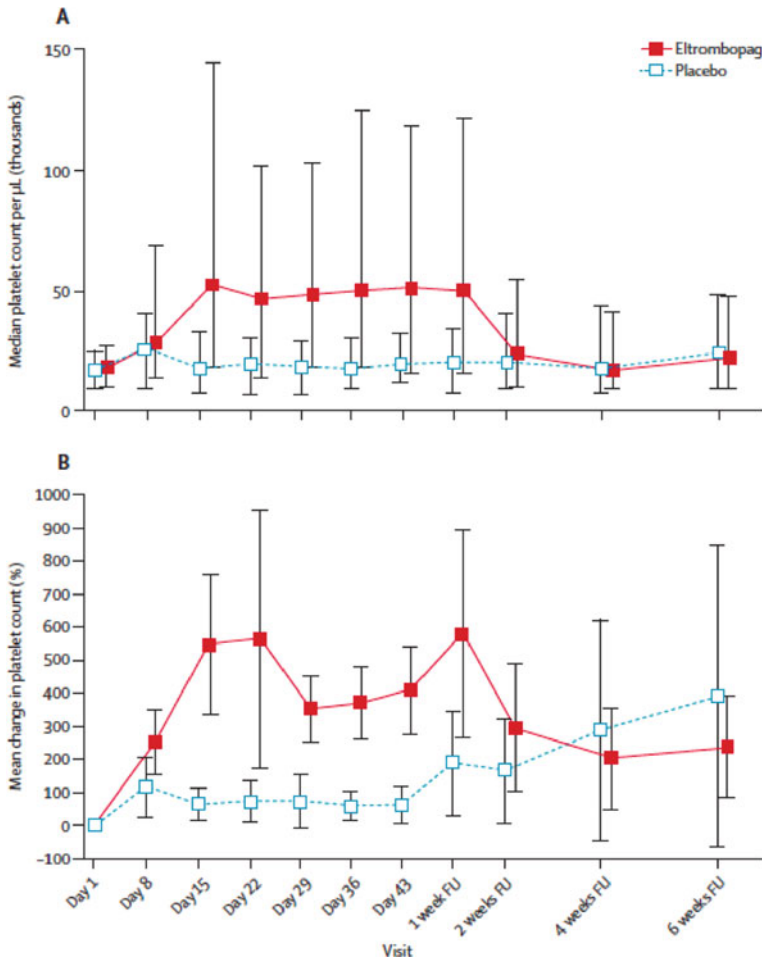 A
Eltrombopag
Placebo
Median platelet count per µL (thousands)
150
100
50
0
B
Mean change in platelet count (%)
1000
900
800
700
600
500
400
300
200
100
0
–100
Day 1
Day 8
Day 15
Day 22
Day 29
Day 36
Day 43
1 week FU
2 weeks FU
4 weeks FU
6 weeks FU
Visit